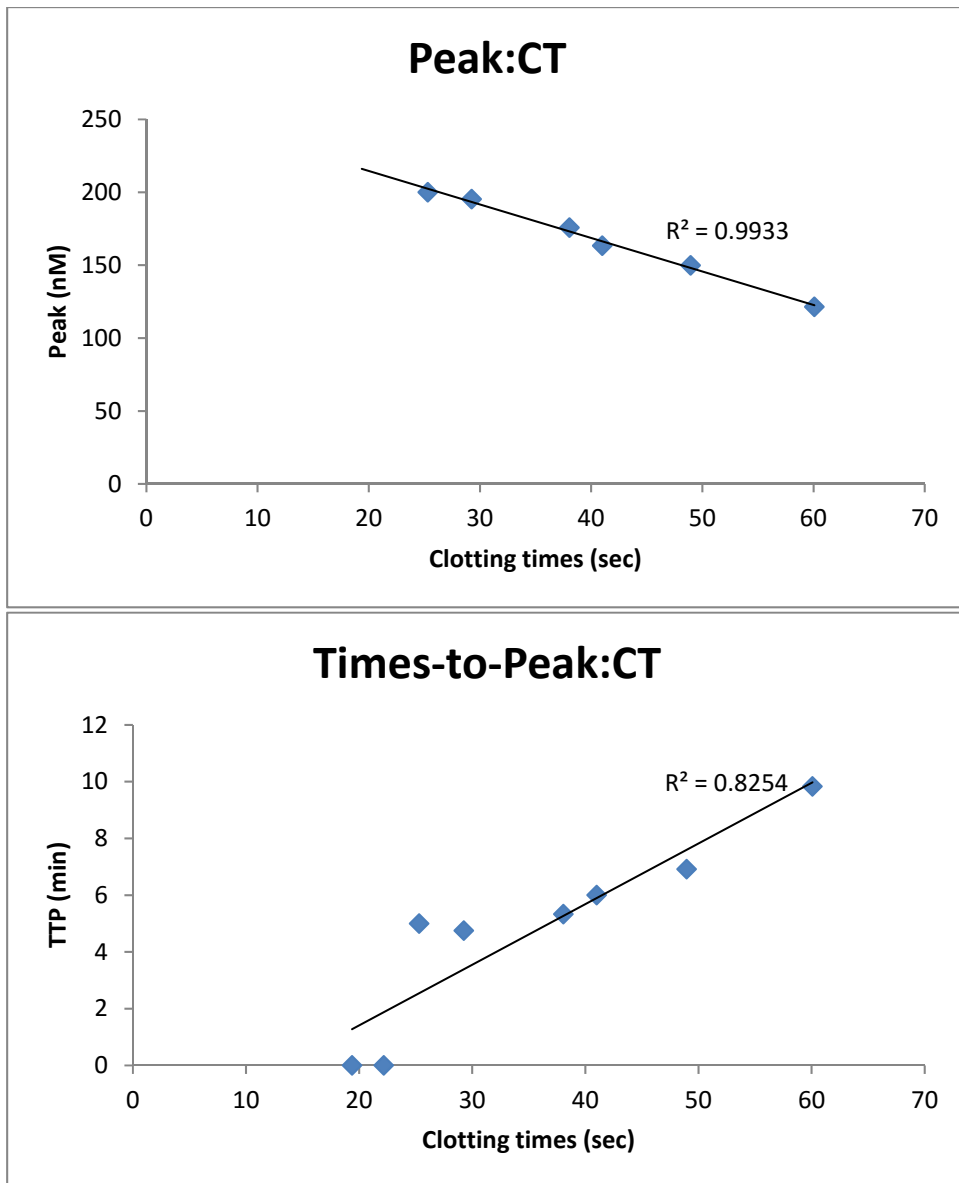 Peak:CT
250
200
150
100
50
0
Peak (nM)
R² = 0.9933
0 10 20 30 40 50 60 70
Clotting times (sec)
Times-to-Peak:CT
12
10
8
6
4
2
0
TTP (min)
R² = 0.8254
0 10 20 30 40 50 60 70
Clotting times (sec)